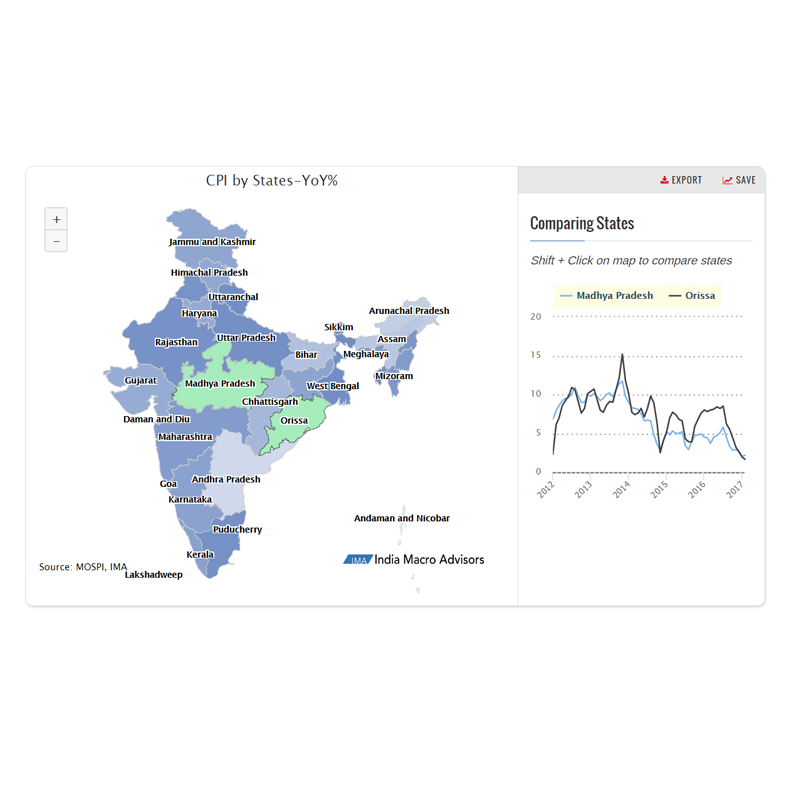 CPI by States-YoY%
EXPORT
SAVE
+
−
Comparing States
Shift + Click on map to compare states
Madhya Pradesh
Orissa
20
15
10
5
0
2012
2013
2014
2015
2016
2017
Jammu and Kashmir
Himachal Pradesh
Uttaranchal
Haryana
Arunachal Pradesh
Sikkim
Uttar Pradesh
Rajasthan
Assam
Bihar
Meghalaya
Mizoram
Gujarat
Madhya Pradesh
West Bengal
Chhattisgarh
Daman and Diu
Orissa
Maharashtra
Andhra Pradesh
Goa
Karnataka
Andaman and Nicobar
Puducherry
Kerala
IMA India Macro Advisors
Source: MOSPI, IMA
Lakshadweep